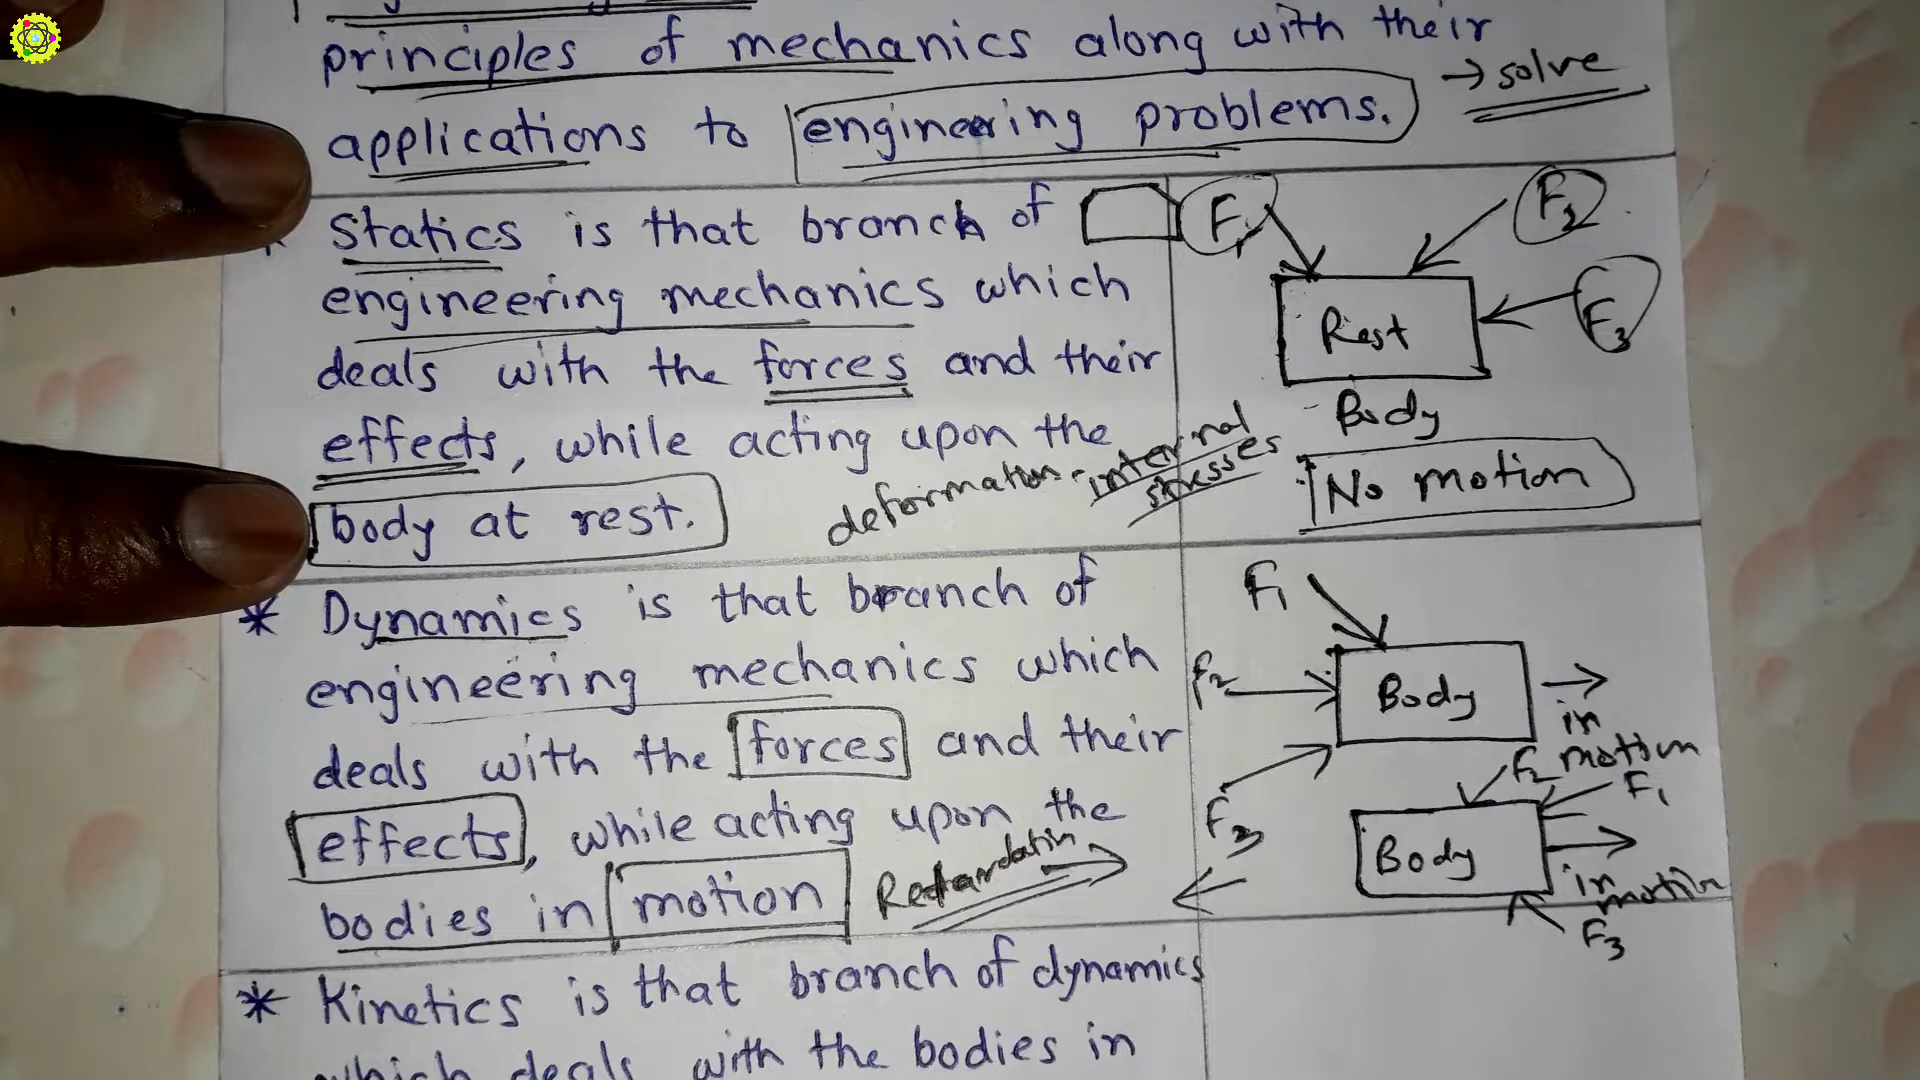 principles of mechanics along with their
→ solve
applications to engineering problems.
Statics is that branch of
engineering mechanics which
deals with the forces and their
effects, while acting upon the
body at rest.
deformation - internal
stresses
F1
F2
F3
Rest
Body
No motion
* Dynamics is that branch of
engineering mechanics which
deals with the forces and their
effects, while acting upon the
bodies in motion
F1
F2
F3
Body
in
motion
F2
F1
Body
in
motion
F3
* Kinetics is that branch of dynamics
which deals with the bodies in